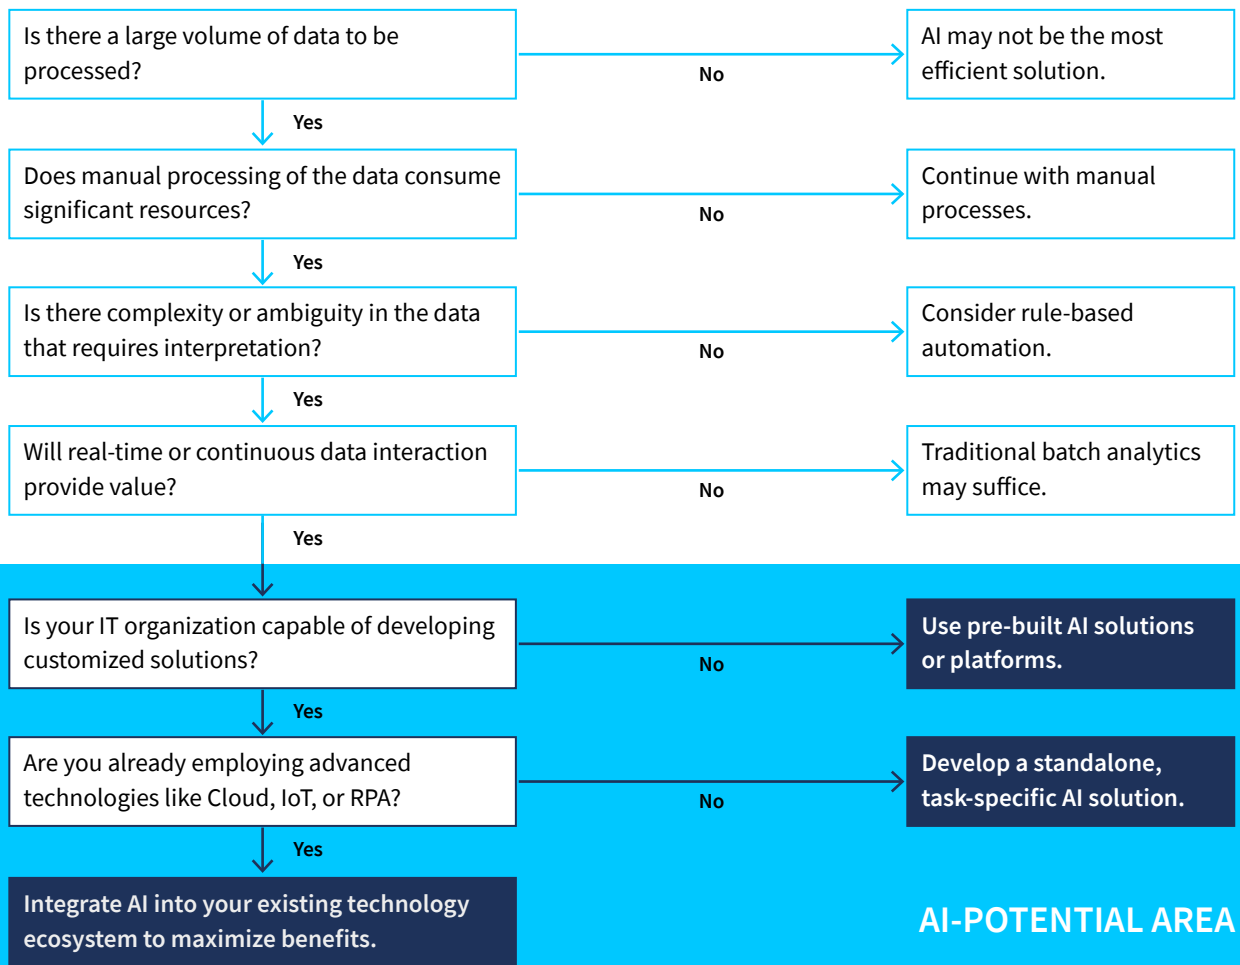 Is there a large volume of data to be
processed?
No
AI may not be the most
efficient solution.
Yes
Does manual processing of the data consume
significant resources?
No
Continue with manual
processes.
Yes
Is there complexity or ambiguity in the data
that requires interpretation?
No
Consider rule-based
automation.
Yes
Will real-time or continuous data interaction
provide value?
No
Traditional batch analytics
may suffice.
Yes
Is your IT organization capable of developing
customized solutions?
No
Use pre-built AI solutions
or platforms.
Yes
Are you already employing advanced
technologies like Cloud, IoT, or RPA?
No
Develop a standalone,
task-specific AI solution.
Yes
Integrate AI into your existing technology
ecosystem to maximize benefits.
AI-POTENTIAL AREA